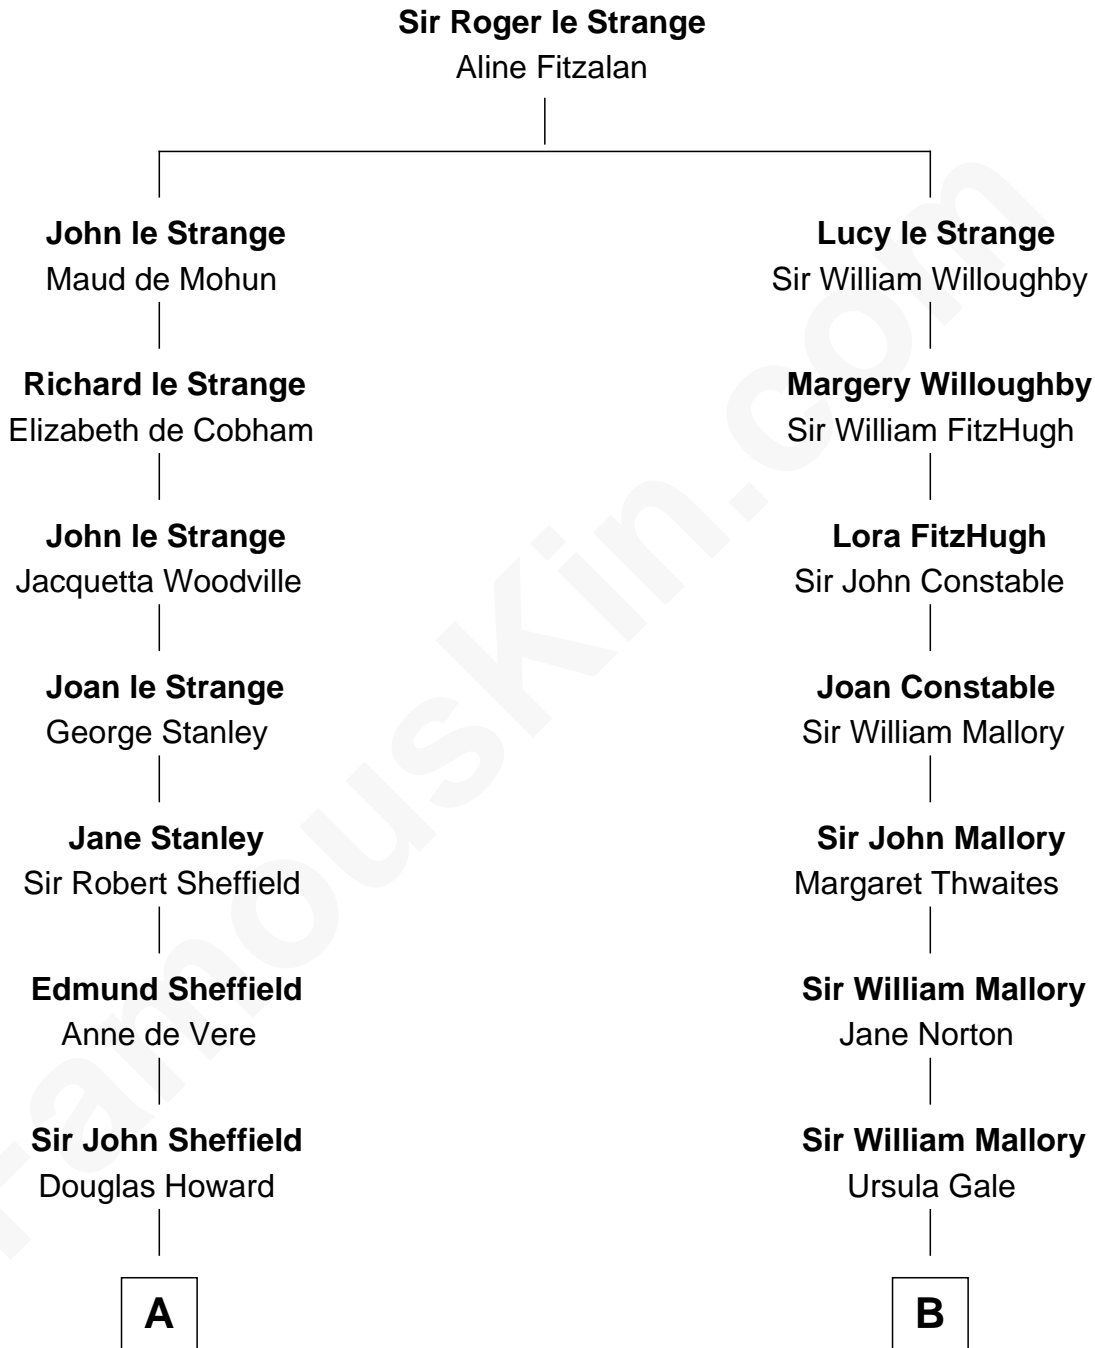 Sir Roger le Strange
Aline Fitzalan
John le Strange
Maud de Mohun
Lucy le Strange
Sir William Willoughby
Richard le Strange
Elizabeth de Cobham
Margery Willoughby
Sir William FitzHugh
John le Strange
Jacquetta Woodville
Lora FitzHugh
Sir John Constable
Joan le Strange
George Stanley
Joan Constable
Sir William Mallory
Jane Stanley
Sir Robert Sheffield
Sir John Mallory
Margaret Thwaites
Edmund Sheffield
Anne de Vere
Sir William Mallory
Jane Norton
Sir John Sheffield
Douglas Howard
Sir William Mallory
Ursula Gale
A
B
FamousKin.com